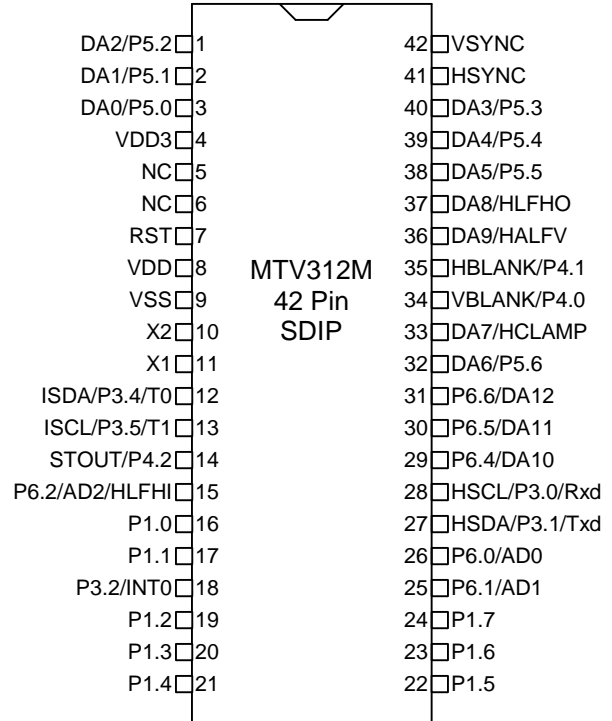 DA2/P5.2 1 42 VSYNC
DA1/P5.1 2 41 HSYNC
DA0/P5.0 3 40 DA3/P5.3
VDD3 4 39 DA4/P5.4
NC 5 38 DA5/P5.5
NC 6 37 DA8/HLFHO
RST 7 36 DA9/HALFV
VDD 8 MTV312M 35 HBLANK/P4.1
VSS 9 42 Pin 34 VBLANK/P4.0
X2 10 SDIP 33 DA7/HCLAMP
X1 11 32 DA6/P5.6
ISDA/P3.4/T0 12 31 P6.6/DA12
ISCL/P3.5/T1 13 30 P6.5/DA11
STOUT/P4.2 14 29 P6.4/DA10
P6.2/AD2/HLFHI 15 28 HSCL/P3.0/Rxd
P1.0 16 27 HSDA/P3.1/Txd
P1.1 17 26 P6.0/AD0
P3.2/INT0 18 25 P6.1/AD1
P1.2 19 24 P1.7
P1.3 20 23 P1.6
P1.4 21 22 P1.5